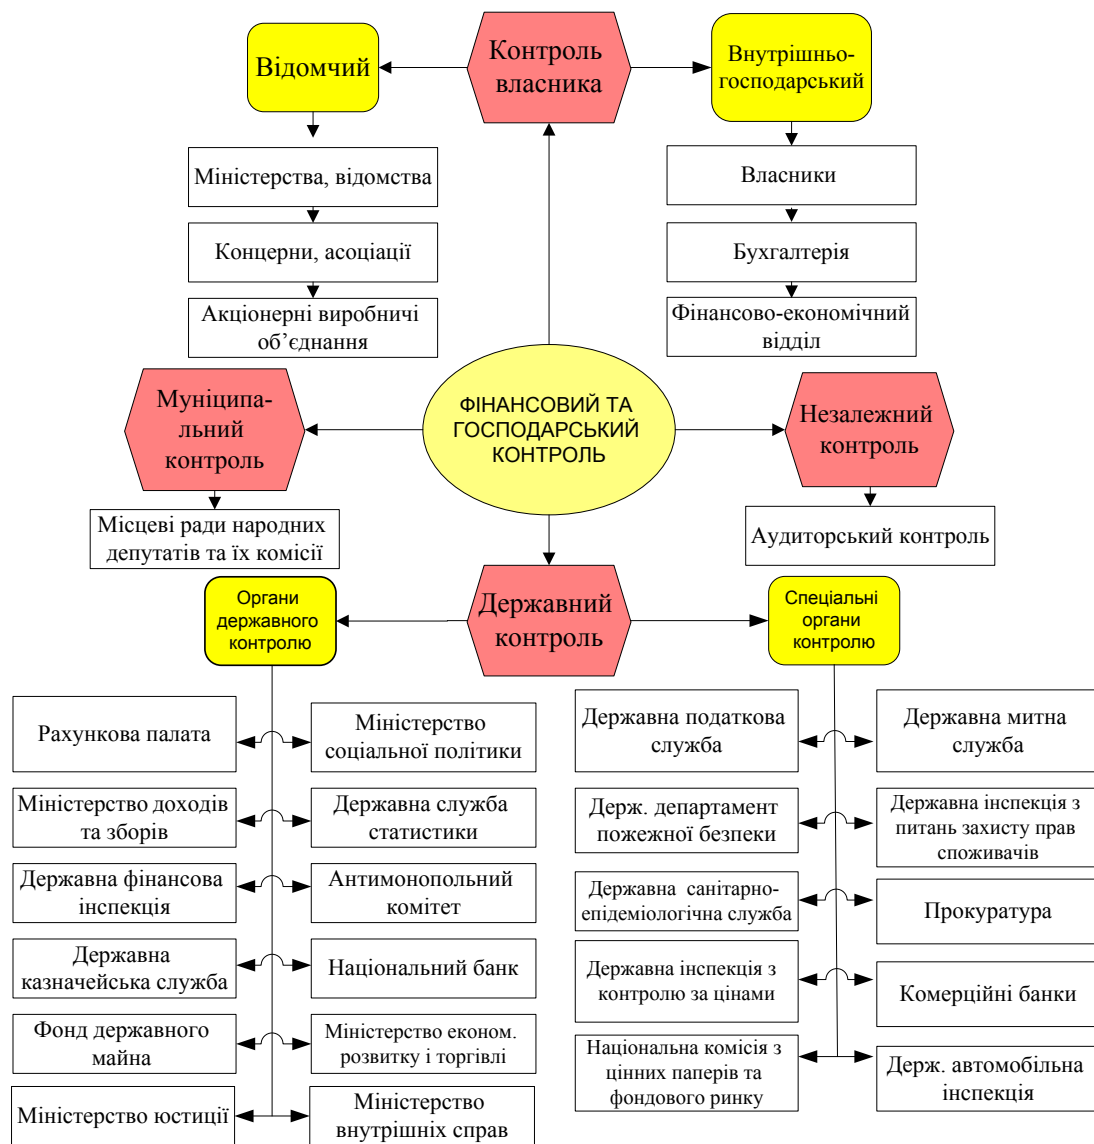 Відомчий
Контроль
власника
Внутрішньо-
господарський
Міністерства, відомства
Концерни, асоціації
Акціонерні виробничі
об’єднання
Власники
Бухгалтерія
Фінансово-економічний
відділ
Муніципа-
льний
контроль
ФІНАНСОВИЙ ТА
ГОСПОДАРСЬКИЙ
КОНТРОЛЬ
Незалежний
контроль
Місцеві ради народних
депутатів та їх комісії
Аудиторський контроль
Органи
державного
контролю
Державний
контроль
Спеціальні
органи
контролю
Рахункова палата
Міністерство
соціальної політики
Міністерство доходів
та зборів
Державна служба
статистики
Державна фінансова
інспекція
Антимонопольний
комітет
Державна
казначейська служба
Національний банк
Фонд державного
майна
Міністерство економ.
розвитку і торгівлі
Міністерство юстиції
Міністерство
внутрішніх справ
Державна податкова
служба
Державна митна
служба
Держ. департамент
пожежної безпеки
Державна інспекція з
питань захисту прав
споживачів
Державна санітарно-
епідеміологічна служба
Прокуратура
Державна інспекція з
контролю за цінами
Комерційні банки
Національна комісія з
цінних паперів та
фондового ринку
Держ. автомобільна
інспекція